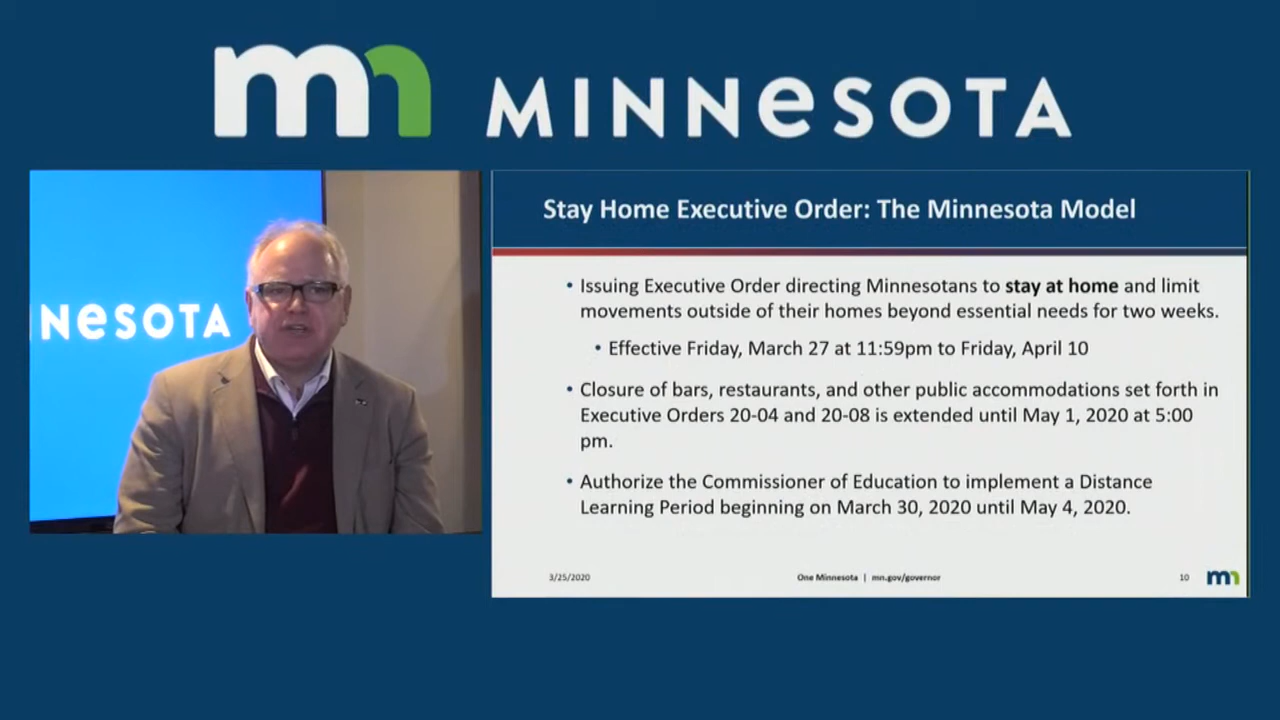 mn MINNESOTA
NNESOTA
Stay Home Executive Order: The Minnesota Model
• Issuing Executive Order directing Minnesotans to stay at home and limit
movements outside of their homes beyond essential needs for two weeks.
• Effective Friday, March 27 at 11:59pm to Friday, April 10
• Closure of bars, restaurants, and other public accommodations set forth in
Executive Orders 20-04 and 20-08 is extended until May 1, 2020 at 5:00
pm.
• Authorize the Commissioner of Education to implement a Distance
Learning Period beginning on March 30, 2020 until May 4, 2020.
3/25/2020 One Minnesota | mn.gov/governor 10 mn